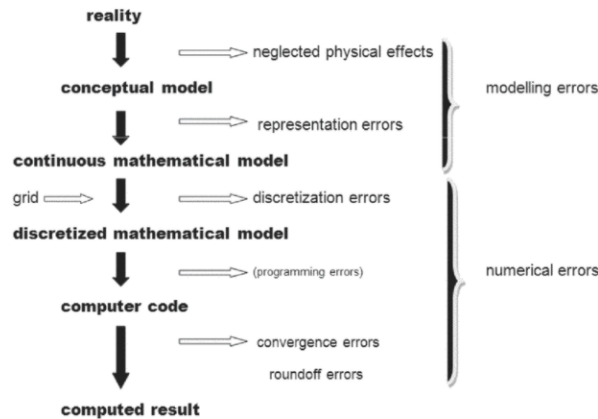 reality
neglected physical effects
conceptual model
modelling errors
representation errors
continuous mathematical model
grid
discretization errors
discretized mathematical model
(programming errors)
numerical errors
computer code
convergence errors
roundoff errors
computed result